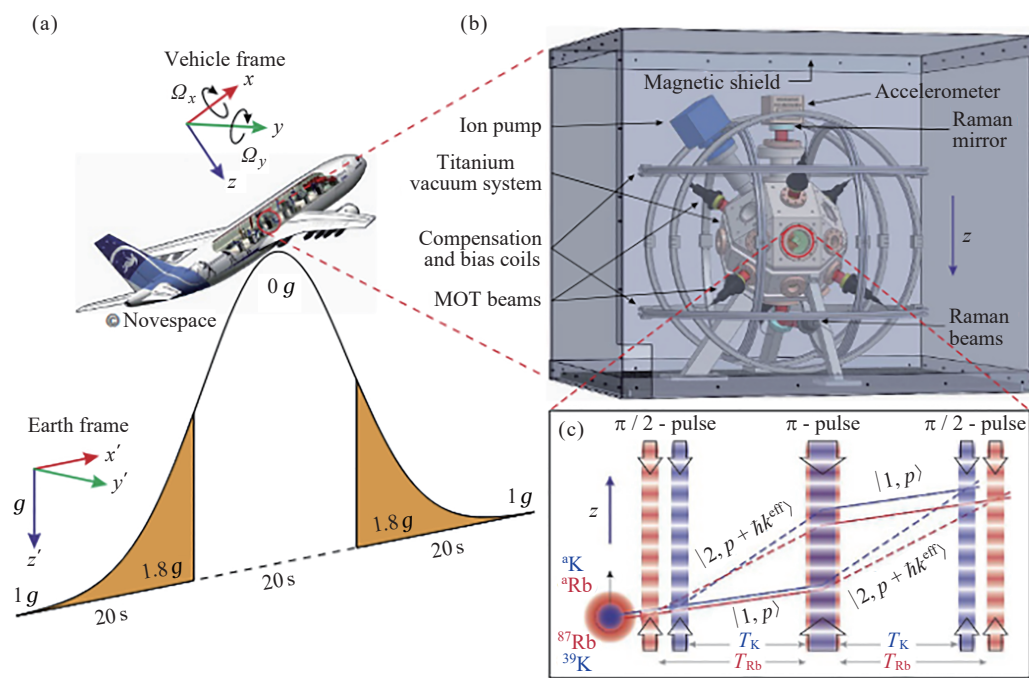 (a)
Vehicle frame
x
Ω_x
y
Ω_y
z
0 g
© Novespace
Earth frame
x′
y′
g
z′
1 g
1.8 g
20 s
20 s
1.8 g
20 s
1 g
(b)
Magnetic shield
Accelerometer
Ion pump
Raman
mirror
Titanium
vacuum system
Compensation
and bias coils
z
MOT beams
Raman
beams
(c)
π / 2 - pulse
π - pulse
π / 2 - pulse
z
|1, p⟩
|2, p + ħk^eff⟩
|2, p + ħk^eff⟩
|1, p⟩
ᵃK
ᵃRb
⁸⁷Rb
³⁹K
T_K
T_K
T_Rb
T_Rb